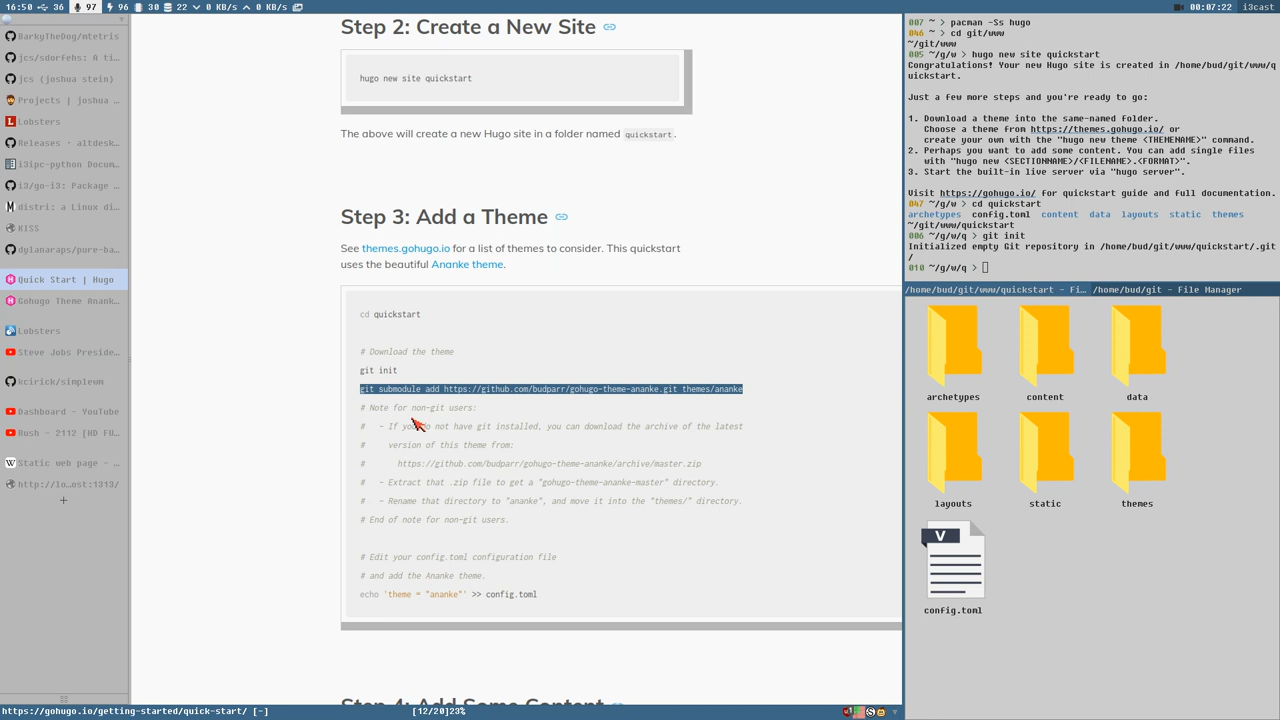 16:50 36 97 96 30 22 0 KB/s 0 KB/s
00:07:22 i3cast
BarkyTheDog/mtetris
jcs/sdorfehs: A ti…
jcs (joshua stein)
Projects | joshua …
Lobsters
Releases · altdesk…
i3ipc-python Docum…
i3/go-i3: Package …
distri: a Linux di…
KISS
dylanaraps/pure-ba…
Quick Start | Hugo
Gohugo Theme Anank…
Lobsters
Steve Jobs Preside…
kcirick/simplewm
Dashboard - YouTube
Rush - 2112 [HD FU…
Static web page - …
http://lo…ost:1313/
Step 2: Create a New Site
hugo new site quickstart
The above will create a new Hugo site in a folder named quickstart.
Step 3: Add a Theme
See themes.gohugo.io for a list of themes to consider. This quickstart
uses the beautiful Ananke theme.
cd quickstart
# Download the theme
git init
git submodule add https://github.com/budparr/gohugo-theme-ananke.git themes/ananke
# Note for non-git users:
#   - If you do not have git installed, you can download the archive of the latest
#     version of this theme from:
#       https://github.com/budparr/gohugo-theme-ananke/archive/master.zip
#   - Extract that .zip file to get a "gohugo-theme-ananke-master" directory.
#   - Rename that directory to "ananke", and move it into the "themes/" directory.
# End of note for non-git users.
# Edit your config.toml configuration file
# and add the Ananke theme.
echo 'theme = "ananke"' >> config.toml
Step 4: Add Some Content
https://gohugo.io/getting-started/quick-start/ [-]
[12/20]23%
007 ~ > pacman -Ss hugo
046 ~ > cd git/www
~/git/www
005 ~/g/w > hugo new site quickstart
Congratulations! Your new Hugo site is created in /home/bud/git/www/q
uickstart.
Just a few more steps and you're ready to go:
1. Download a theme into the same-named folder.
Choose a theme from https://themes.gohugo.io/ or
create your own with the "hugo new theme <THEMENAME>" command.
2. Perhaps you want to add some content. You can add single files
with "hugo new <SECTIONNAME>/<FILENAME>.<FORMAT>".
3. Start the built-in live server via "hugo server".
Visit https://gohugo.io/ for quickstart guide and full documentation.
047 ~/g/w > cd quickstart
archetypes config.toml content data layouts static themes
~/git/www/quickstart
006 ~/g/w/q > git init
Initialized empty Git repository in /home/bud/git/www/quickstart/.git
/
010 ~/g/w/q >
/home/bud/git/www/quickstart - Fi… /home/bud/git - File Manager
archetypes content data
layouts static themes
V
config.toml